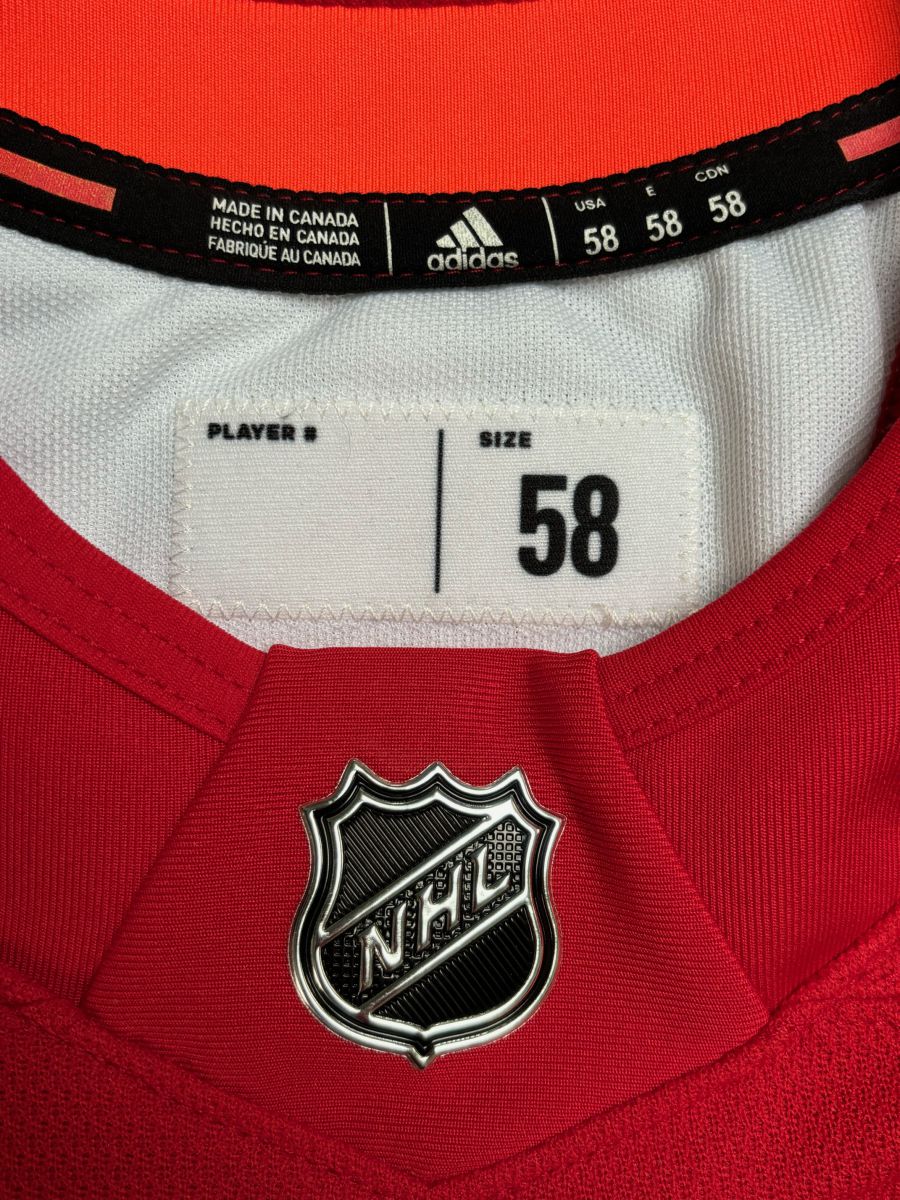 MADE IN CANADA
HECHO EN CANADA
FABRIQUÉ AU CANADA
adidas
USA E CDN
58 58 58
PLAYER #
SIZE
58
NHL